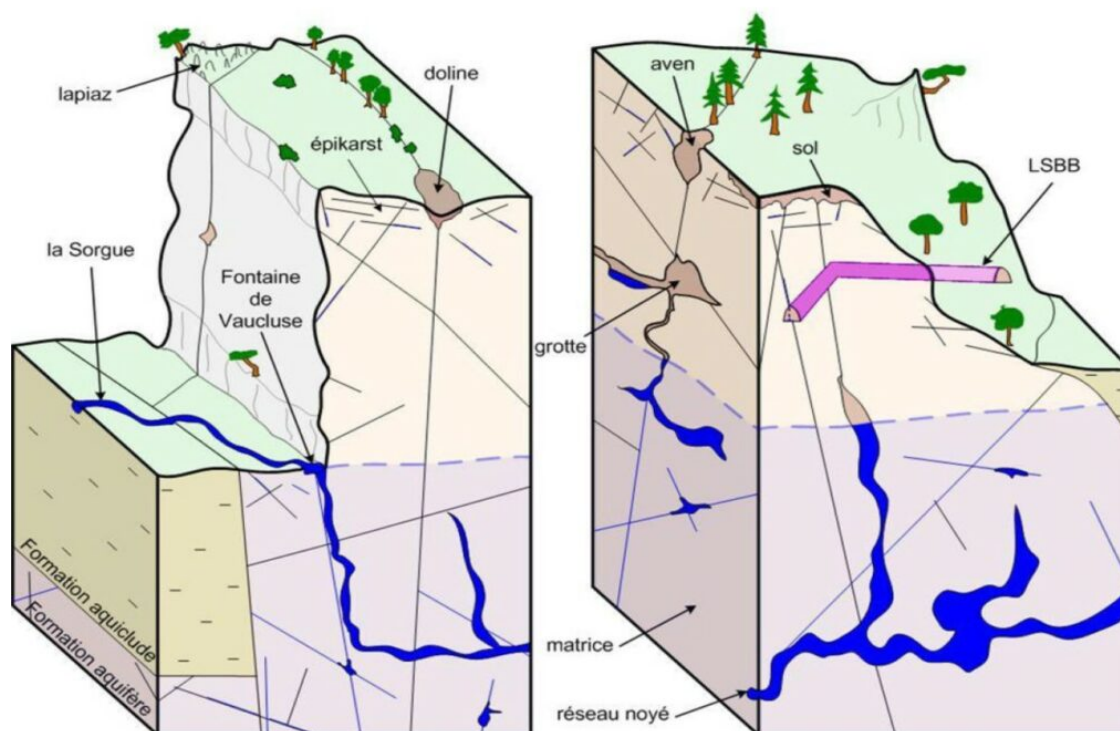 lapiaz
doline
épikarst
la Sorgue
Fontaine
de
Vaucluse
Formation aquiclude
Formation aquifère
aven
sol
LSBB
grotte
matrice
réseau noyé